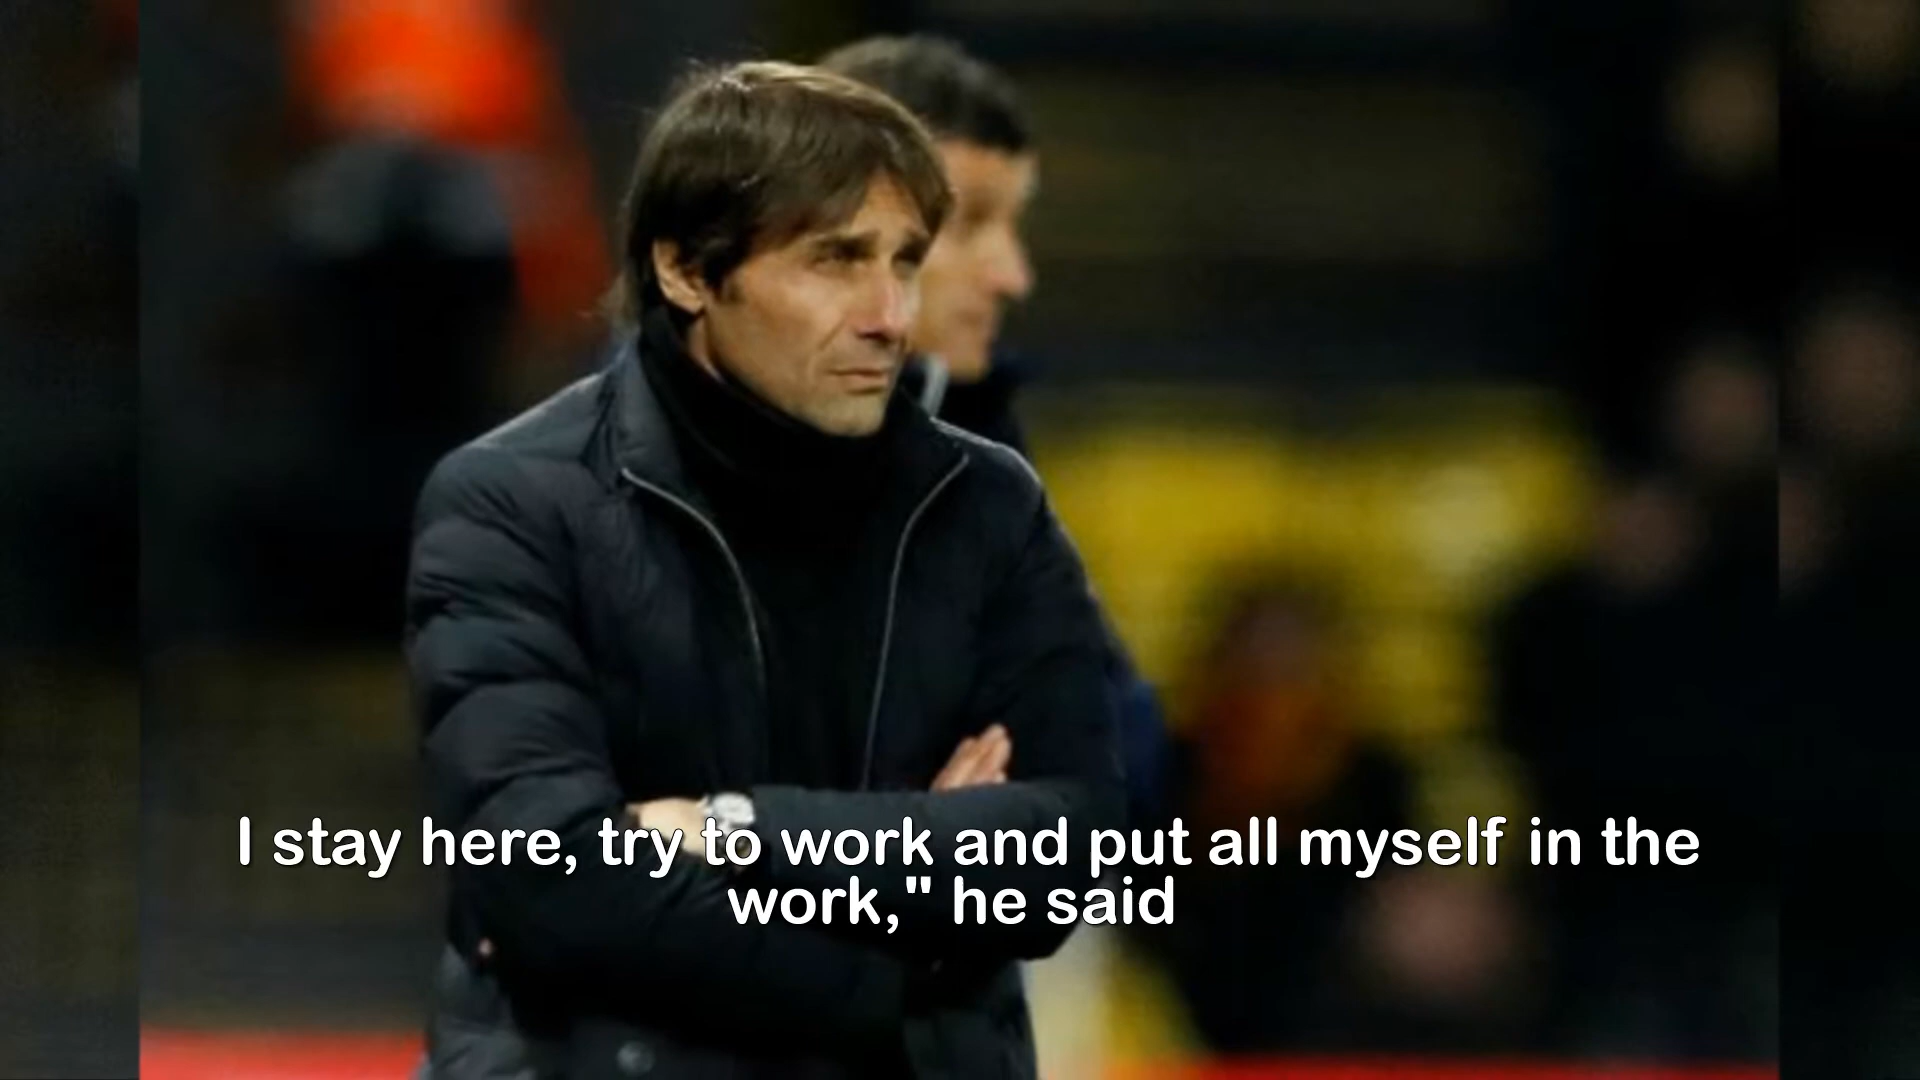 I stay here, try to work and put all myself in the
work," he said